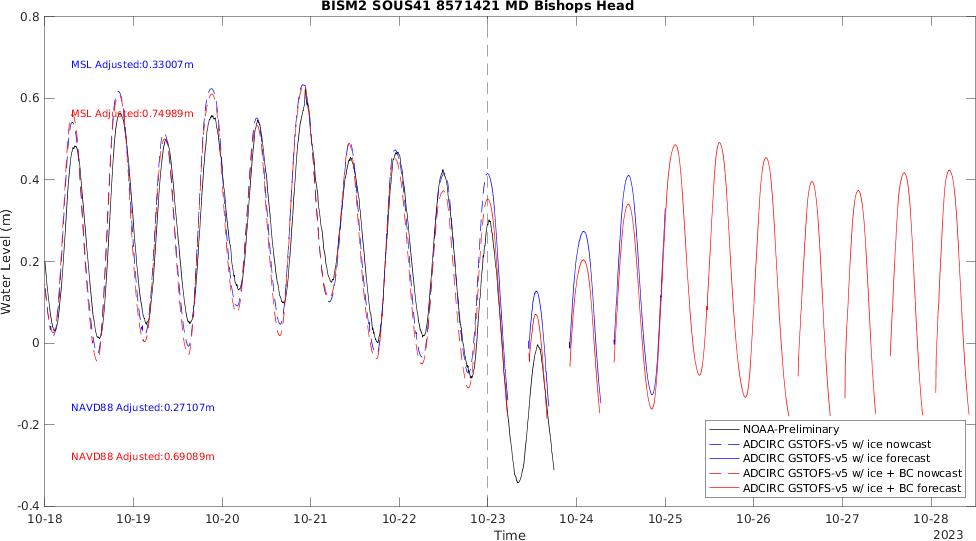 BISM2 SOUS41 8571421 MD Bishops Head
0.8
MSL Adjusted:0.33007m
0.6
MSL Adjusted:0.74989m
0.4
Water Level (m)
0.2
0
NAVD88 Adjusted:0.27107m
-0.2
NOAA-Preliminary
ADCIRC GSTOFS-v5 w/ ice nowcast
NAVD88 Adjusted:0.69089m
ADCIRC GSTOFS-v5 w/ ice forecast
ADCIRC GSTOFS-v5 w/ ice + BC nowcast
ADCIRC GSTOFS-v5 w/ ice + BC forecast
-0.4
10-18 10-19 10-20 10-21 10-22 10-23 10-24 10-25 10-26 10-27 10-28
Time
2023